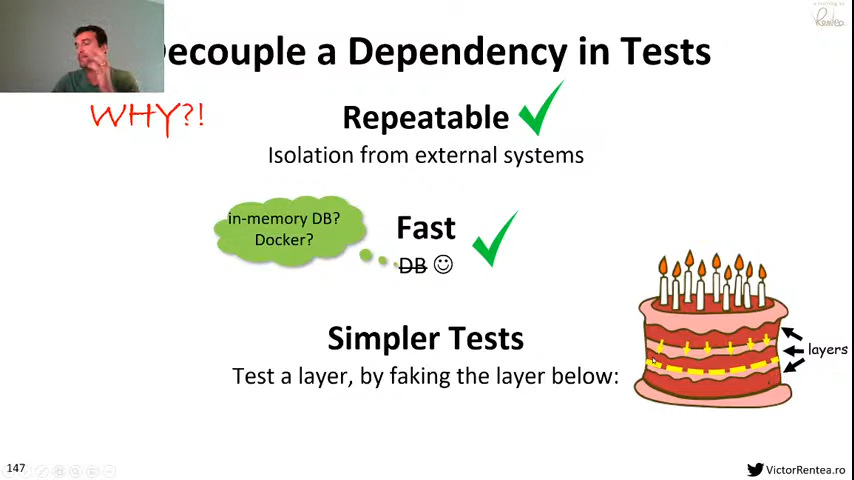 ecouple a Dependency in Tests
WHY?!
Repeatable
Isolation from external systems
in-memory DB?
Docker?
Fast
DB ☺
Simpler Tests
Test a layer, by faking the layer below:
layers
147
VictorRentea.ro